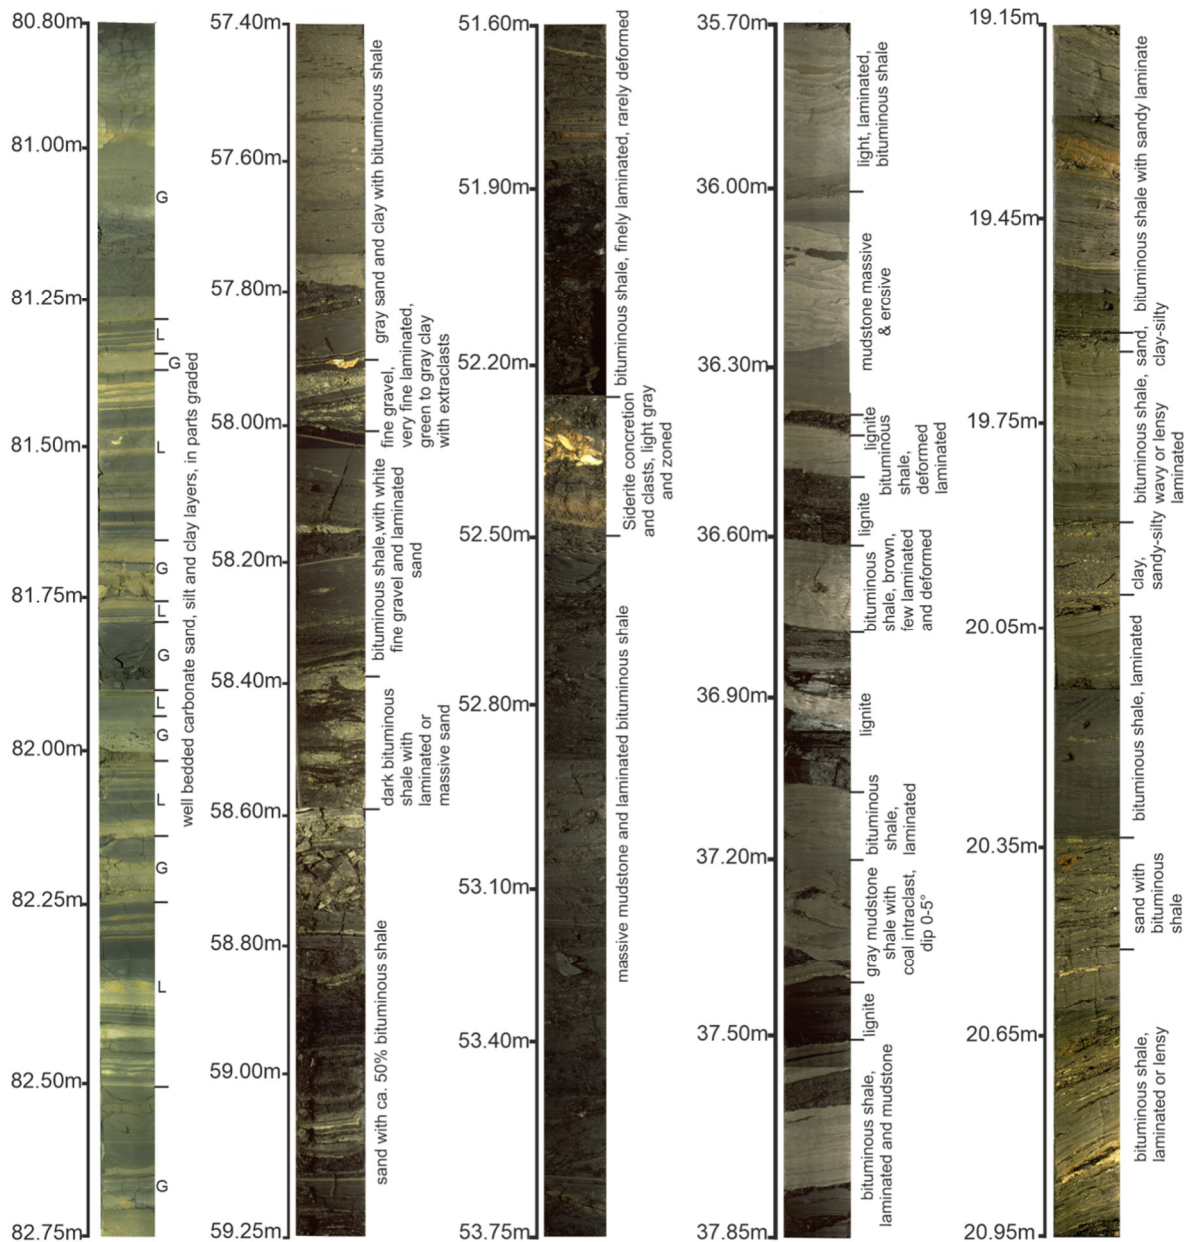 80.80m
81.00m
81.25m
81.50m
81.75m
82.00m
82.25m
82.50m
82.75m
G
L
G
L
G
L
G
L
G
L
G
L
G
well bedded carbonate sand, silt and clay layers, in parts graded
57.40m
57.60m
57.80m
58.00m
58.20m
58.40m
58.60m
58.80m
59.00m
59.25m
gray sand and clay with bituminous shale
fine gravel,
very fine laminated,
green to gray clay
with extraclasts
bituminous shale,with white
fine gravel and laminated
sand
dark bituminous
shale with
laminated or
massive sand
sand with ca. 50% bituminous shale
51.60m
51.90m
52.20m
52.50m
52.80m
53.10m
53.40m
53.75m
bituminous shale, finely laminated, rarely deformed
Siderite concretion
and clasts, light gray
and zoned
massive mudstone and laminated bituminous shale
35.70m
36.00m
36.30m
36.60m
36.90m
37.20m
37.50m
37.85m
light, laminated,
bituminous shale
mudstone massive
& erosive
lignite
bituminous
shale,
deformed
laminated
lignite
bituminous
shale, brown,
few laminated
and deformed
lignite
bituminous
shale,
laminated
gray mudstone
shale with
coal intraclast,
dip 0-5°
lignite
bituminous shale,
laminated and mudstone
19.15m
19.45m
19.75m
20.05m
20.35m
20.65m
20.95m
bituminous shale with sandy laminate
sand,
clay-silty
bituminous shale,
wavy or lensy
laminated
clay,
sandy-silty
bituminous shale, laminated
sand with
bituminous
shale
bituminous shale,
laminated or lensy